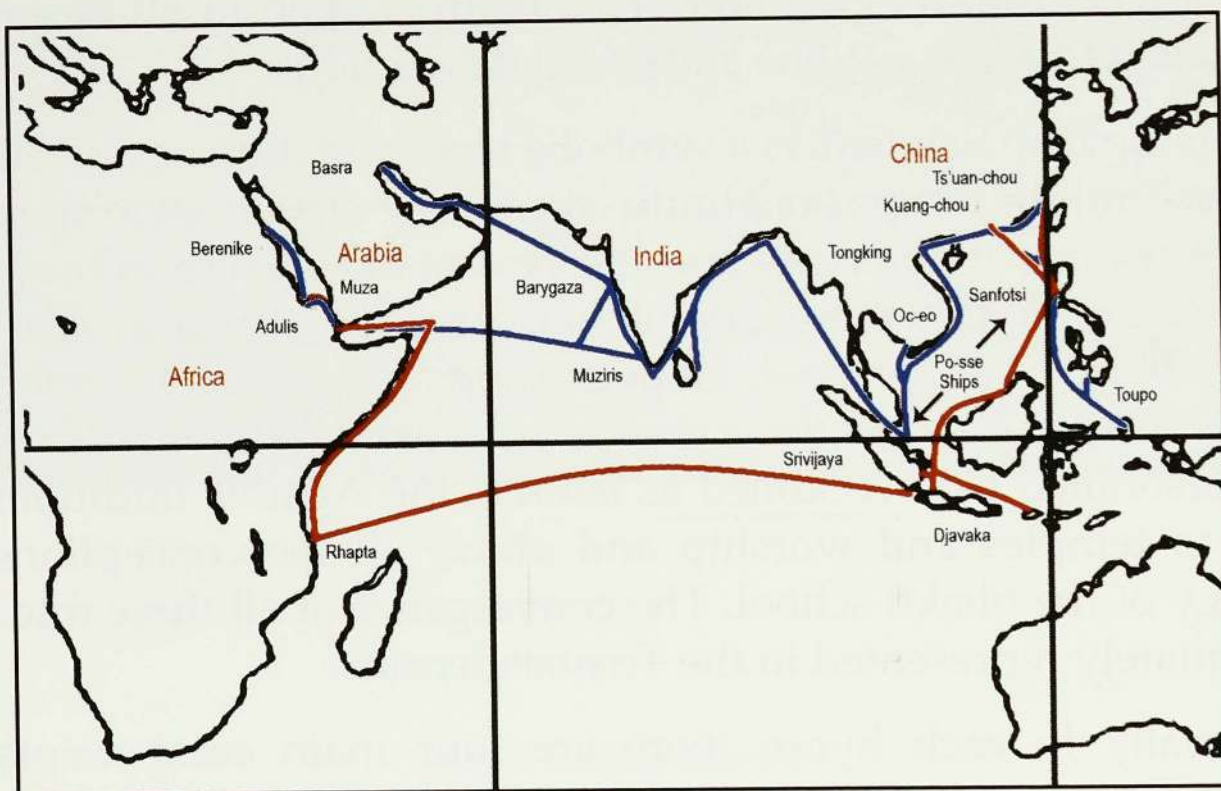 China
Ts'uan-chou
Kuang-chou
Basra
Berenike
Arabia
Muza
Adulis
Africa
Barygaza
India
Muziris
Tongking
Sanfotsi
Oc-eo
Po-sse
Ships
Toupo
Srivijaya
Djavaka
Rhapta